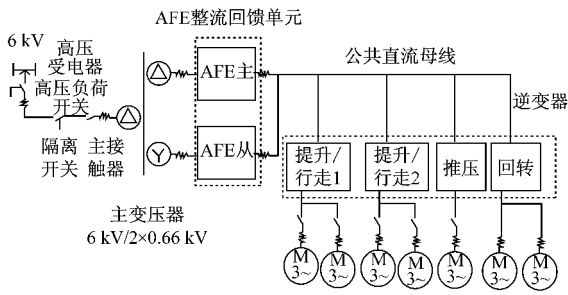 AFE整流回馈单元
6 kV
高压
受电器
高压负荷
开关
隔离
开关
主接
触器
AFE主
AFE从
公共直流母线
逆变器
提升/
行走1
提升/
行走2
推压
回转
主变压器
6 kV/2×0.66 kV
M
3~
M
3~
M
3~
M
3~
M
3~
M
3~
M
3~